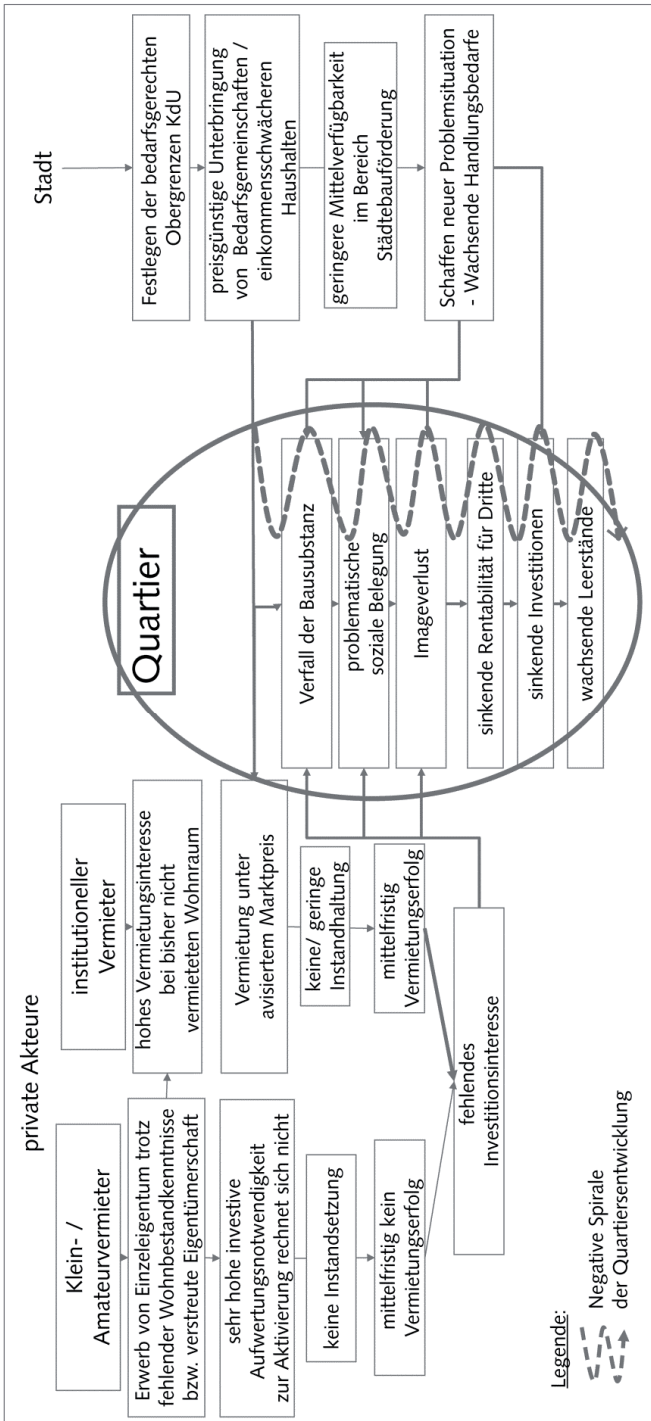 private Akteure
Klein- /
Amateurvermieter
Erwerb von Einzeleigentum trotz
fehlender Wohnbestandkenntnisse
bzw. verstreute Eigentümerschaft
sehr hohe investive
Aufwertungsnotwendigkeit
zur Aktivierung rechnet sich nicht
keine Instandsetzung
mittelfristig kein
Vermietungserfolg
institutioneller
Vermieter
hohes Vermietungsinteresse
bei bisher nicht
vermieteten Wohnraum
Vermietung unter
avisiertem Marktpreis
keine/ geringe
Instandhaltung
mittelfristig
Vermietungserfolg
fehlendes
Investitionsinteresse
Quartier
Verfall der Bausubstanz
problematische
soziale Belegung
Imageverlust
sinkende Rentabilität für Dritte
sinkende Investitionen
wachsende Leerstände
Stadt
Festlegen der bedarfsgerechten
Obergrenzen KdU
preisgünstige Unterbringung
von Bedarfsgemeinschaften /
einkommensschwächeren
Haushalten
geringere Mittelverfügbarkeit
im Bereich
Städtebauförderung
Schaffen neuer Problemsituation
- Wachsende Handlungsbedarfe
Legende:
Negative Spirale
der Quartiersentwicklung